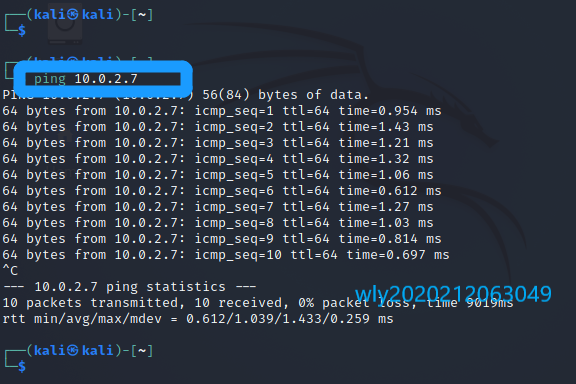 ┌──(kali㉿kali)-[~]
└─$
ping 10.0.2.7
56(84) bytes of data.
64 bytes from 10.0.2.7: icmp_seq=1 ttl=64 time=0.954 ms
64 bytes from 10.0.2.7: icmp_seq=2 ttl=64 time=1.43 ms
64 bytes from 10.0.2.7: icmp_seq=3 ttl=64 time=1.21 ms
64 bytes from 10.0.2.7: icmp_seq=4 ttl=64 time=1.32 ms
64 bytes from 10.0.2.7: icmp_seq=5 ttl=64 time=1.06 ms
64 bytes from 10.0.2.7: icmp_seq=6 ttl=64 time=0.612 ms
64 bytes from 10.0.2.7: icmp_seq=7 ttl=64 time=1.27 ms
64 bytes from 10.0.2.7: icmp_seq=8 ttl=64 time=1.03 ms
64 bytes from 10.0.2.7: icmp_seq=9 ttl=64 time=0.814 ms
64 bytes from 10.0.2.7: icmp_seq=10 ttl=64 time=0.697 ms
^C
--- 10.0.2.7 ping statistics ---
wly2020212063049
10 packets transmitted, 10 received, 0% packet loss, time 9019ms
rtt min/avg/max/mdev = 0.612/1.039/1.433/0.259 ms
┌──(kali㉿kali)-[~]
└─$